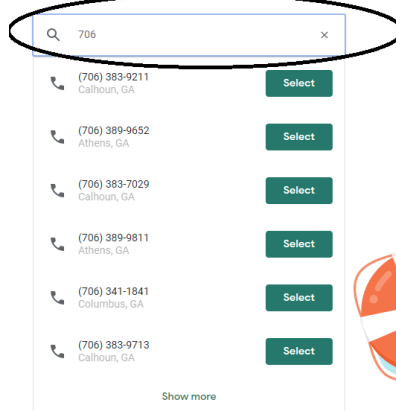 706
(706) 383-9211
Calhoun, GA
Select
(706) 389-9652
Athens, GA
Select
(706) 383-7029
Calhoun, GA
Select
(706) 389-9811
Athens, GA
Select
(706) 341-1841
Columbus, GA
Select
(706) 383-9713
Calhoun, GA
Select
Show more